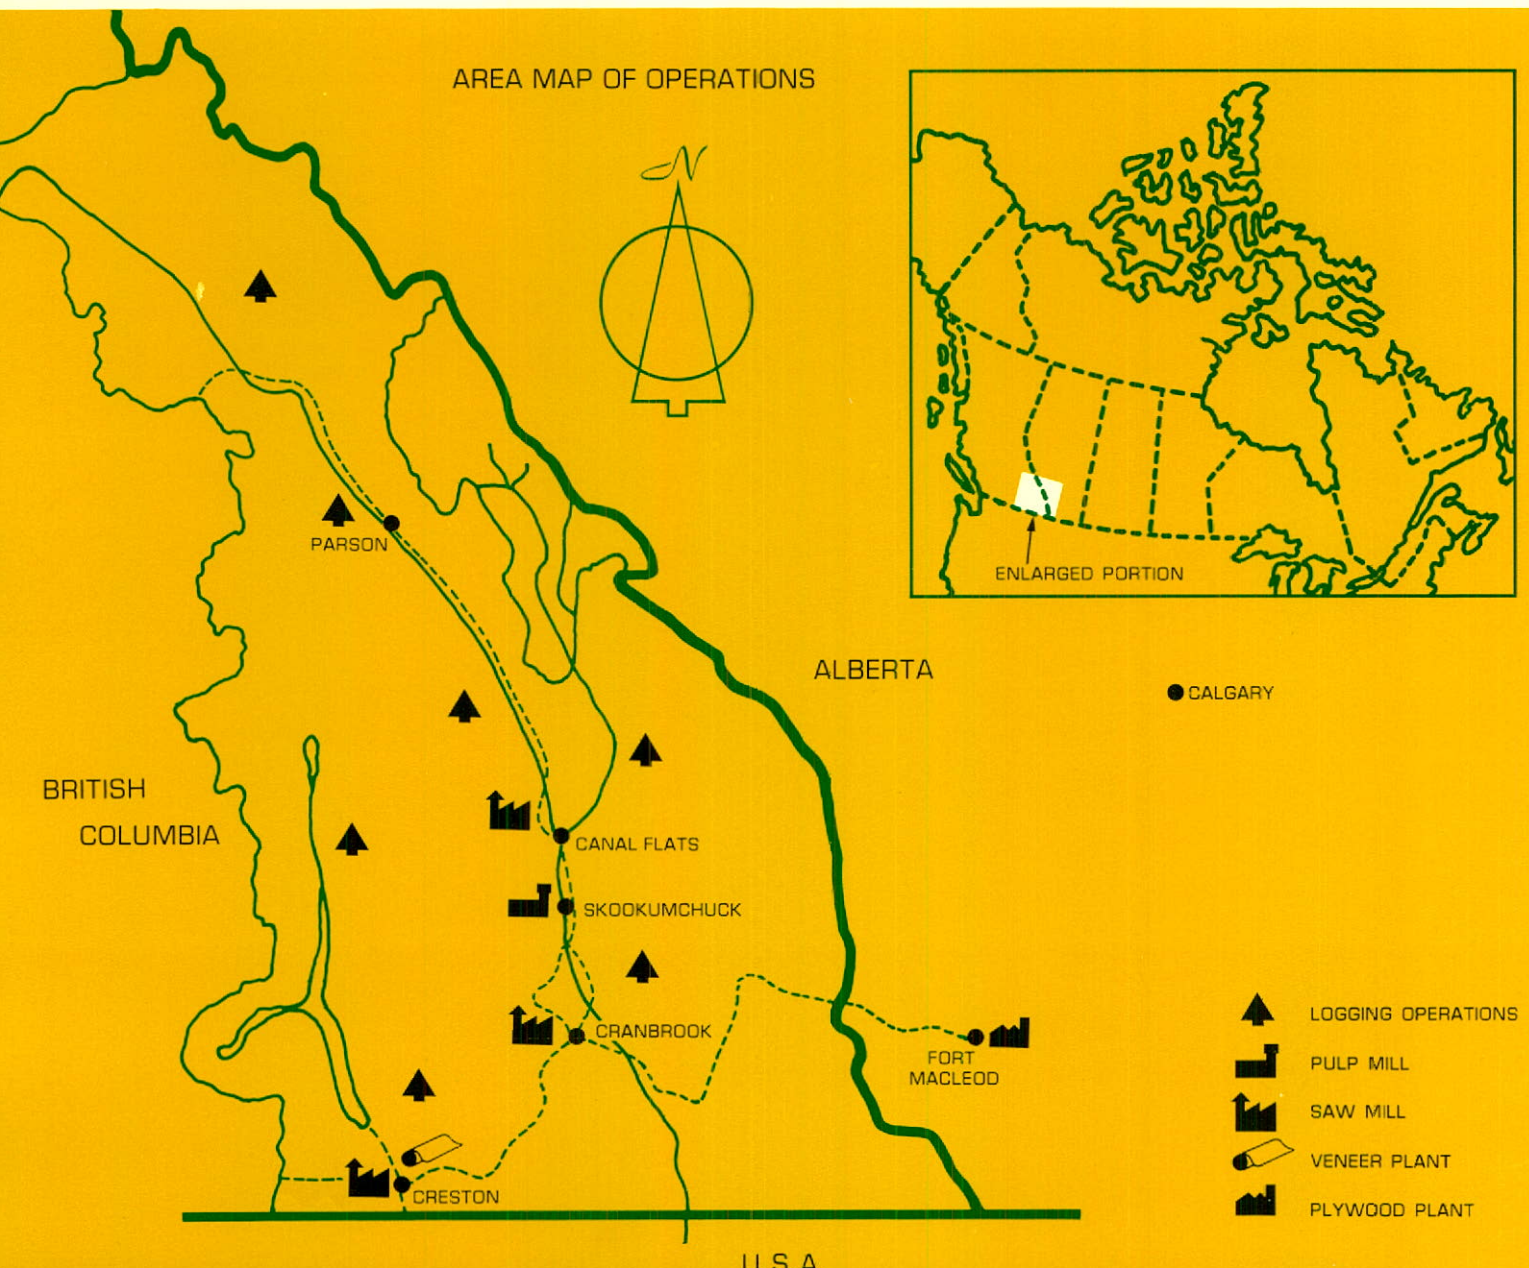 AREA MAP OF OPERATIONS
N
ENLARGED PORTION
PARSON
ALBERTA
CALGARY
BRITISH
COLUMBIA
CANAL FLATS
SKOOKUMCHUCK
CRANBROOK
FORT
MACLEOD
CRESTON
U.S.A.
LOGGING OPERATIONS
PULP MILL
SAW MILL
VENEER PLANT
PLYWOOD PLANT